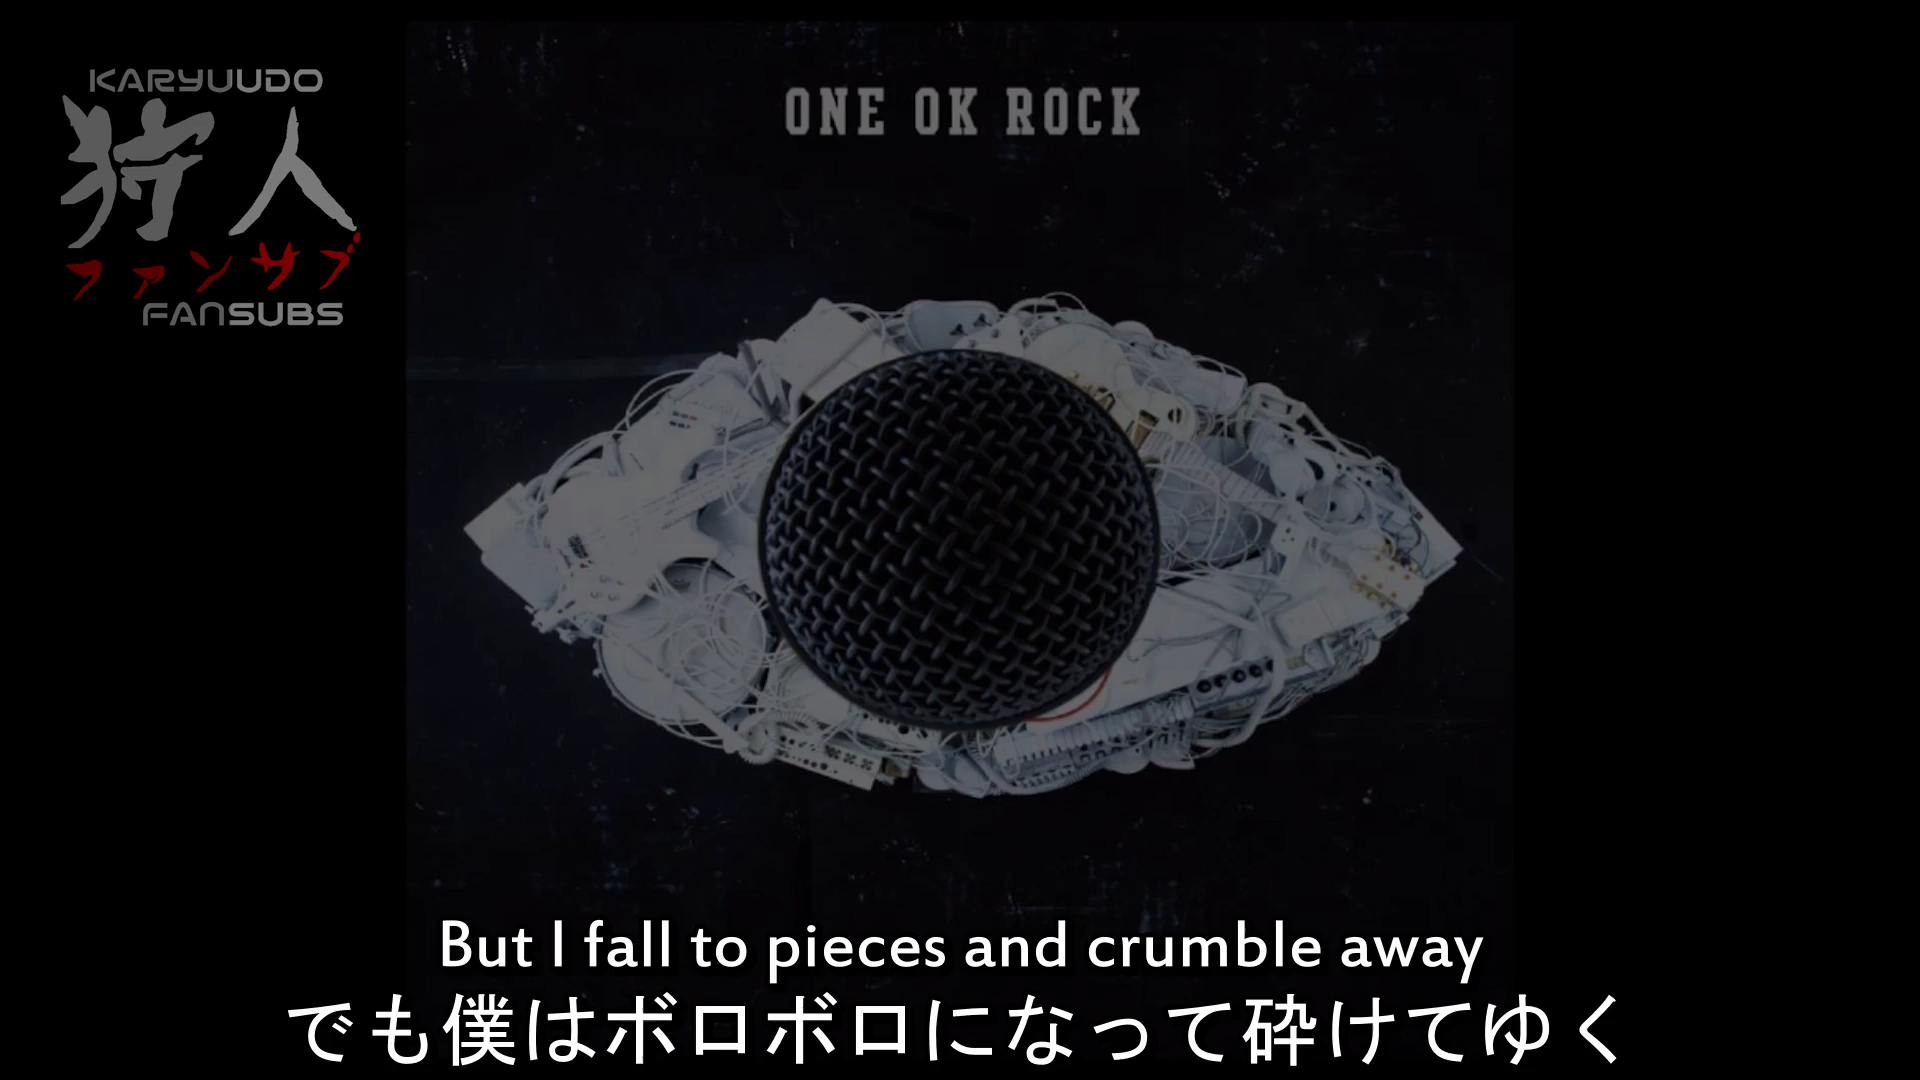 KARYUUDO
狩人
ファンサブ
FANSUBS
ONE OK ROCK
But I fall to pieces and crumble away
でも僕はボロボロになって砕けてゆく